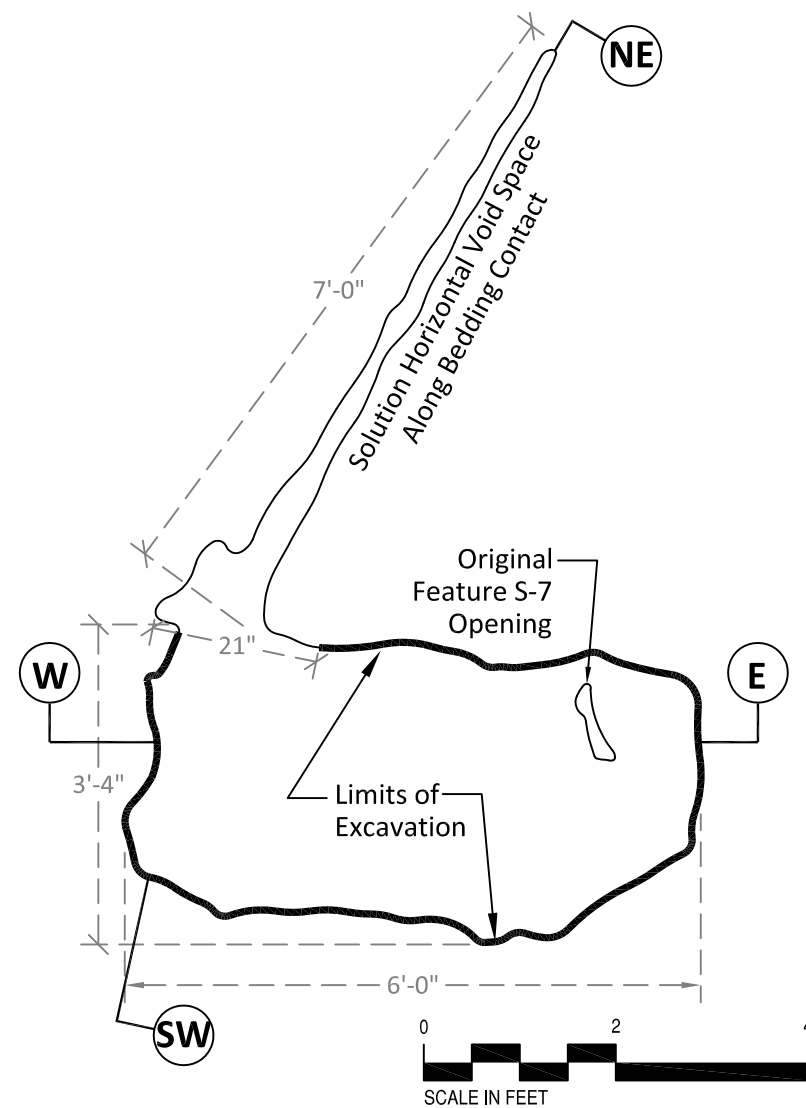 NE
7'-0"
Solution Horizontal Void Space
Along Bedding Contact
Original
Feature S-7
Opening
21"
W
E
3'-4"
Limits of
Excavation
6'-0"
SW
0 2 4
SCALE IN FEET